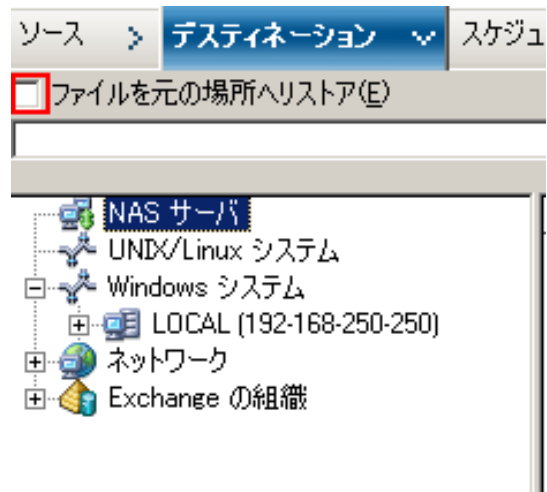 ソース > デスティネーション スケジュ
ファイルを元の場所へリストア(E)
NAS サーバ
UNIX/Linux システム
Windows システム
LOCAL (192-168-250-250)
ネットワーク
Exchange の組織